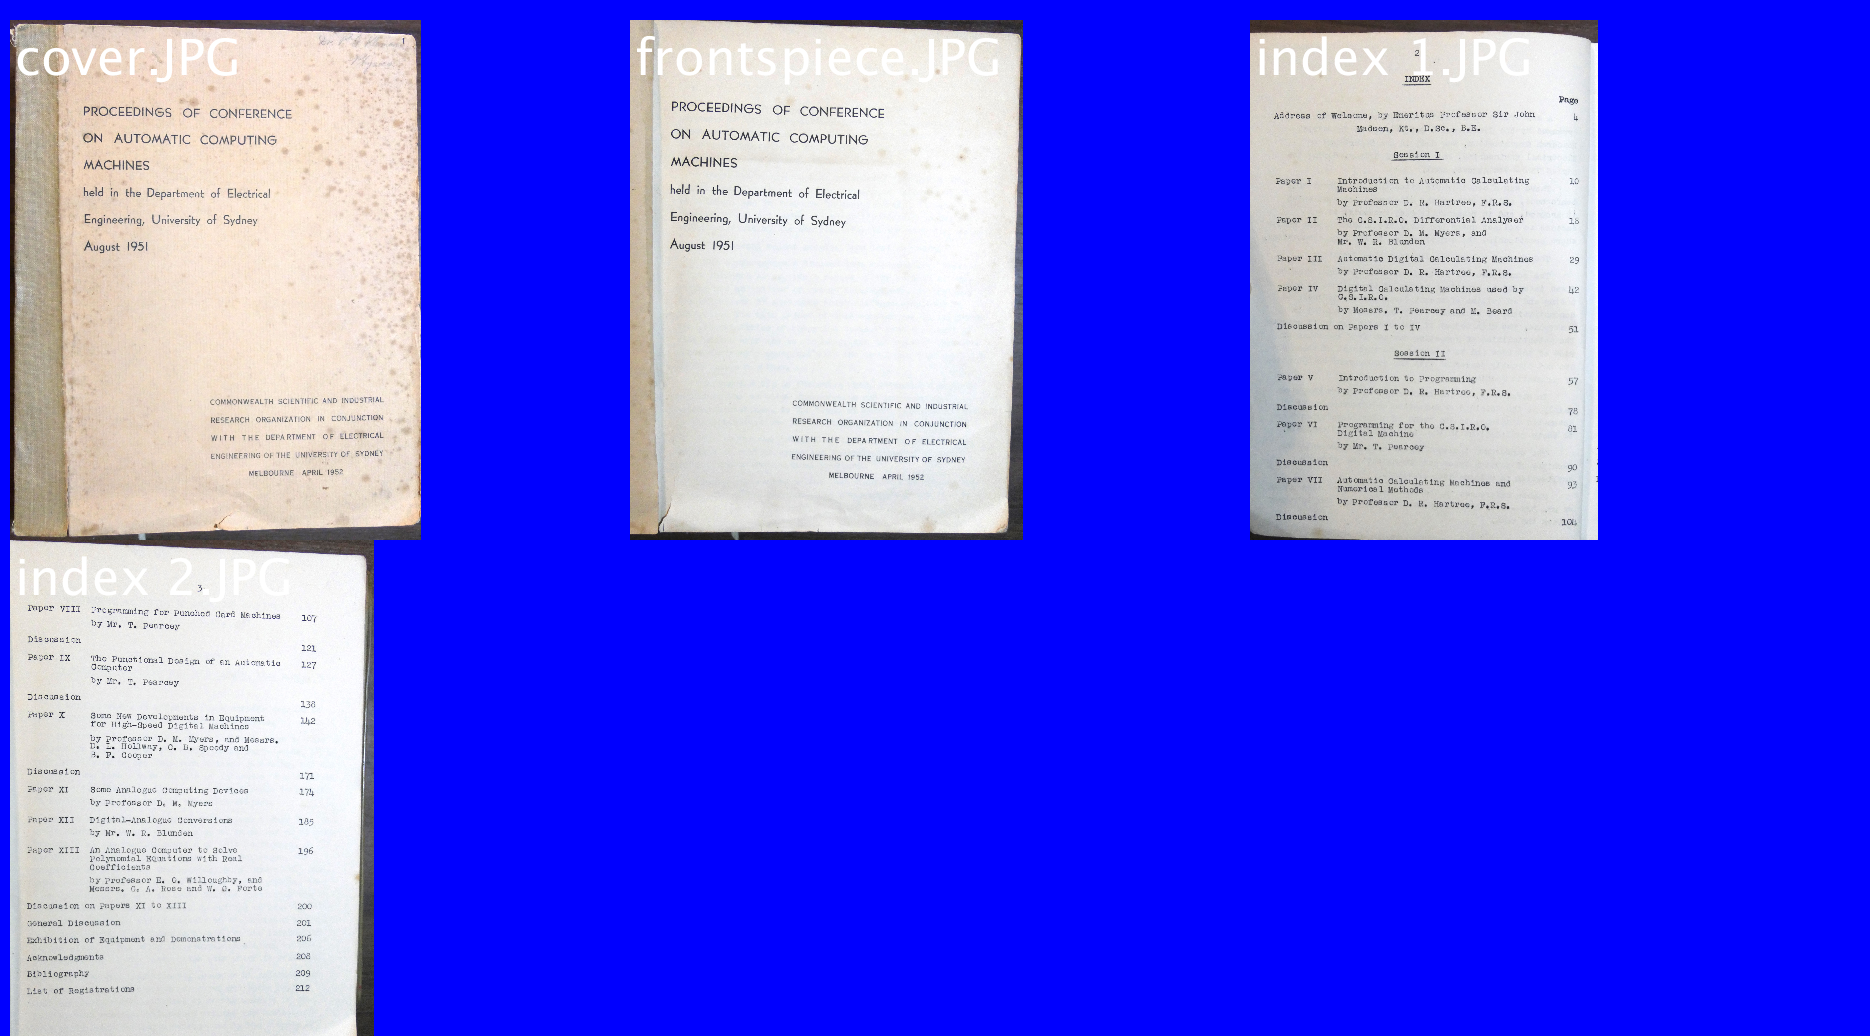 cover.JPG
PROCEEDINGS OF CONFERENCE
ON AUTOMATIC COMPUTING
MACHINES
held in the Department of Electrical
Engineering, University of Sydney
August 1951
COMMONWEALTH SCIENTIFIC AND INDUSTRIAL
RESEARCH ORGANIZATION IN CONJUNCTION
WITH THE DEPARTMENT OF ELECTRICAL
ENGINEERING OF THE UNIVERSITY OF SYDNEY
MELBOURNE APRIL 1952
frontspiece.JPG
PROCEEDINGS OF CONFERENCE
ON AUTOMATIC COMPUTING
MACHINES
held in the Department of Electrical
Engineering, University of Sydney
August 1951
COMMONWEALTH SCIENTIFIC AND INDUSTRIAL
RESEARCH ORGANIZATION IN CONJUNCTION
WITH THE DEPARTMENT OF ELECTRICAL
ENGINEERING OF THE UNIVERSITY OF SYDNEY
MELBOURNE APRIL 1952
index 1.JPG
2
INDEX
Page
Address of Welcome, by Emeritus Professor Sir John 4
Madsen, Kt., D.Sc., B.E.
Session I
Paper I Introduction to Automatic Calculating 10
Machines
by Professor D. R. Hartree, F.R.S.
Paper II The C.S.I.R.O. Differential Analyser
by Professor D. M. Myers, and
Mr. W. R. Blunden
Paper III Automatic Digital Calculating Machines 29
by Professor D. R. Hartree, F.R.S.
Paper IV Digital Calculating Machines used by 42
C.S.I.R.O.
by Messrs. T. Pearcey and M. Beard
Discussion on Papers I to IV 51
Session II
Paper V Introduction to Programming 57
by Professor D. R. Hartree, F.R.S.
Discussion 78
Paper VI Programming for the C.S.I.R.O. 81
Digital Machine
by Mr. T. Pearcey
Discussion 90
Paper VII Automatic Calculating Machines and 93
Numerical Methods
by Professor D. R. Hartree, F.R.S.
Discussion
index 2.JPG
3
Paper VIII Programming for Punched Card Machines 107
by Mr. T. Pearcey
Discussion 121
Paper IX The Functional Design of an Automatic 127
Computer
by Mr. T. Pearcey
Discussion 138
Paper X Some New Developments in Equipment 142
for High-Speed Digital Machines
by Professor D. M. Myers, and Messrs.
D. L. Hollway, C. B. Speedy and
B. F. Cooper
Discussion 171
Paper XI Some Analogue Computing Devices 174
by Professor D. M. Myers
Paper XII Digital-Analogue Conversions 185
by Mr. W. R. Blunden
Paper XIII An Analogue Computer to Solve 196
Polynomial Equations with Real
Coefficients
by Professor E. O. Willoughby, and
Messrs. G. A. Rose and W. G. Forte
Discussion on Papers XI to XIII 200
General Discussion 201
Exhibition of Equipment and Demonstrations 206
Acknowledgments 208
Bibliography 209
List of Registrations 212